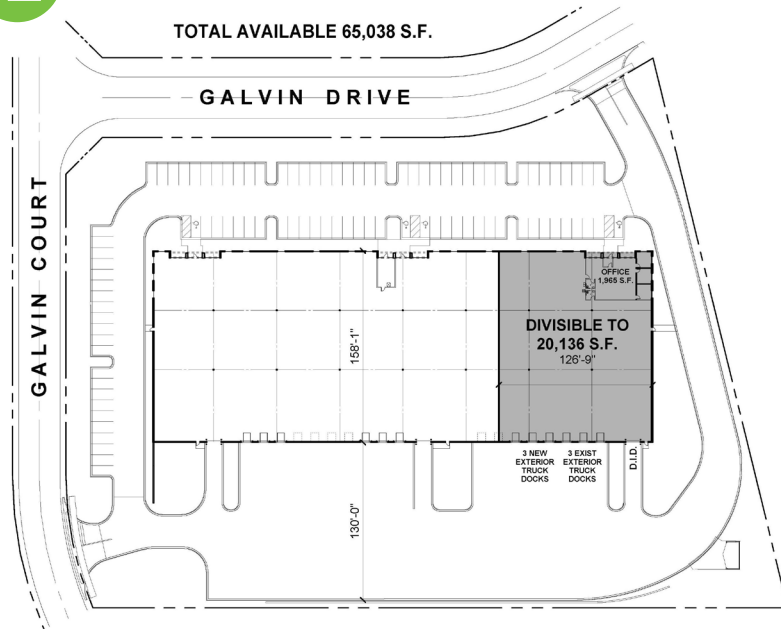 TOTAL AVAILABLE 65,038 S.F.
GALVIN DRIVE
GALVIN COURT
OFFICE
1,965 S.F.
DIVISIBLE TO
20,136 S.F.
126'-9"
158'-1"
3 NEW
EXTERIOR
TRUCK
DOCKS
3 EXIST
EXTERIOR
TRUCK
DOCKS
D.I.D.
130'-0"